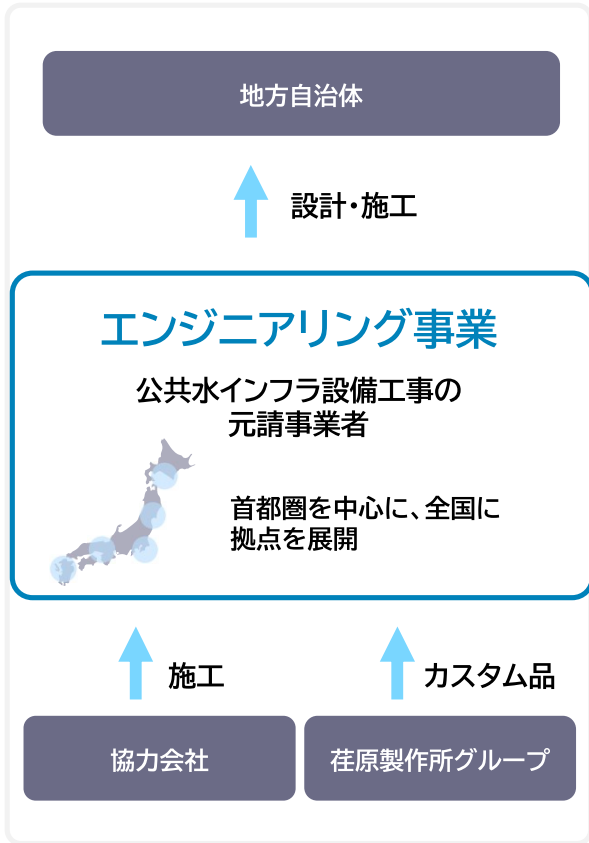 地方自治体
設計・施工
エンジニアリング事業
公共水インフラ設備工事の
元請事業者
首都圏を中心に、全国に
拠点を展開
施工
カスタム品
協力会社
荏原製作所グループ